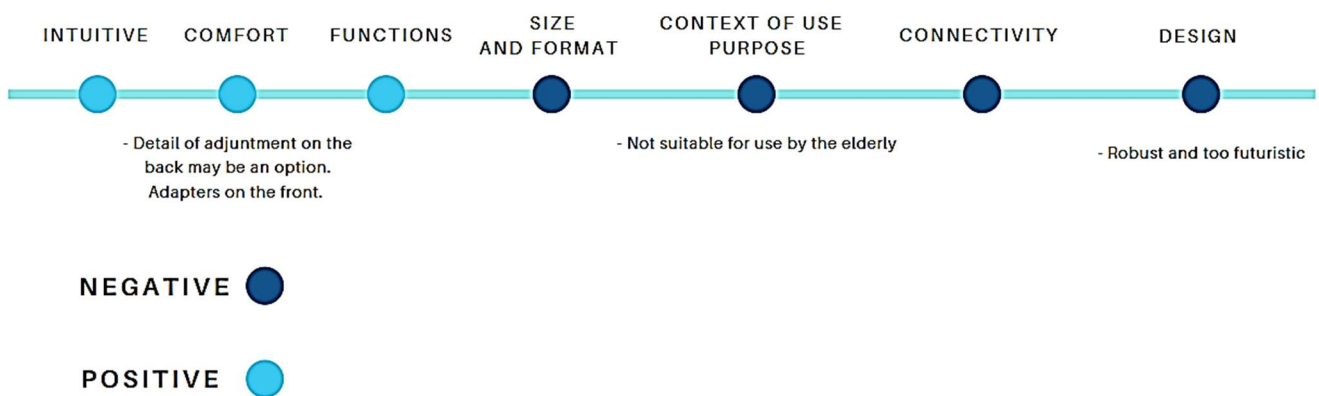 INTUITIVE
COMFORT
FUNCTIONS
SIZE
AND FORMAT
CONTEXT OF USE
PURPOSE
CONNECTIVITY
DESIGN
- Detail of adjuntment on the
back may be an option.
Adapters on the front.
- Not suitable for use by the elderly
- Robust and too futuristic
NEGATIVE
POSITIVE